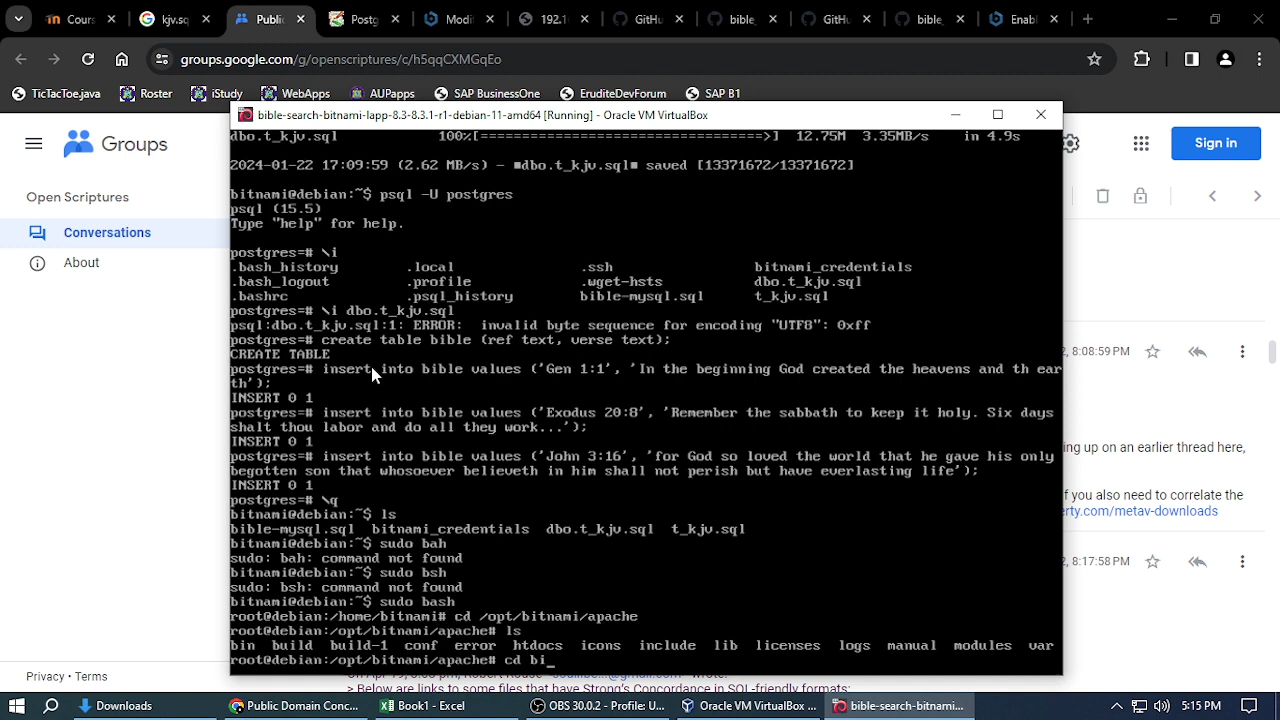 Moon Cours
kjv.sq
Public
Postg
Modi
192.1
GitHu
bible_
GitHu
bible_
Enabl
groups.google.com/g/openscriptures/c/h5qqCXMGqEo
TicTacToe.java
Roster
iStudy
WebApps
AUPapps
SAP BusinessOne
EruditeDevForum
SAP B1
bible-search-bitnami-lapp-8.3-8.3.1-r1-debian-11-amd64 [Running] - Oracle VM VirtualBox
Groups
Sign in
Open Scriptures
Conversations
About
dbo.t_kjv.sql 100%[=================================>] 12.75M 3.35MB/s in 4.9s
2024-01-22 17:09:59 (2.62 MB/s) - ■dbo.t_kjv.sql■ saved [13371672/13371672]
bitnami@debian:~$ psql -U postgres
psql (15.5)
Type "help" for help.
postgres=# \i
.bash_history .local .ssh bitnami_credentials
.bash_logout .profile .wget-hsts dbo.t_kjv.sql
.bashrc .psql_history bible-mysql.sql t_kjv.sql
postgres=# \i dbo.t_kjv.sql
psql:dbo.t_kjv.sql:1: ERROR: invalid byte sequence for encoding "UTF8": 0xff
postgres=# create table bible (ref text, verse text);
CREATE TABLE
postgres=# insert into bible values ('Gen 1:1', 'In the beginning God created the heavens and th ear
th');
INSERT 0 1
postgres=# insert into bible values ('Exodus 20:8', 'Remember the sabbath to keep it holy. Six days
shalt thou labor and do all they work...');
INSERT 0 1
postgres=# insert into bible values ('John 3:16', 'for God so loved the world that he gave his only
begotten son that whosoever believeth in him shall not perish but have everlasting life');
INSERT 0 1
postgres=# \q
bitnami@debian:~$ ls
bible-mysql.sql bitnami_credentials dbo.t_kjv.sql t_kjv.sql
bitnami@debian:~$ sudo bah
sudo: bah: command not found
bitnami@debian:~$ sudo bsh
sudo: bsh: command not found
bitnami@debian:~$ sudo bash
root@debian:/home/bitnami# cd /opt/bitnami/apache
root@debian:/opt/bitnami/apache# ls
bin build build-1 conf error htdocs icons include lib licenses logs manual modules var
root@debian:/opt/bitnami/apache# cd bi_
2, 8:08:59 PM
ing up on an earlier thread here,
f you also need to correlate the
erty.com/metav-downloads
2, 8:17:58 PM
Privacy • Terms
> Below are links to some files that have Strong's Concordance in SQL-friendly formats:
Downloads
Public Domain Conc...
Book1 - Excel
OBS 30.0.2 - Profile: U...
Oracle VM VirtualBox ...
bible-search-bitnami...
5:15 PM